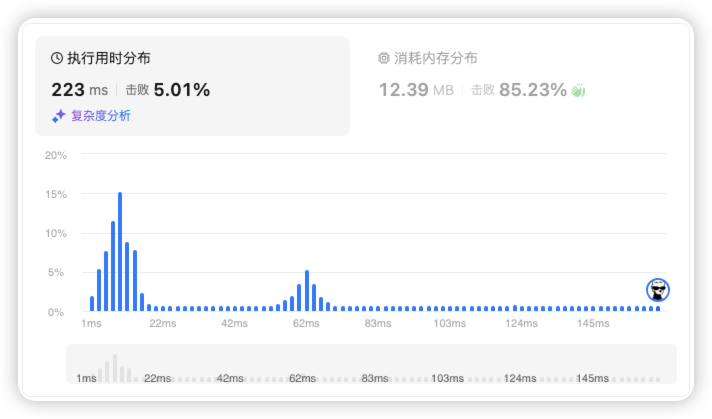 执行用时分布
223 ms 击败 5.01%
复杂度分析
消耗内存分布
12.39 MB 击败 85.23%
20%
15%
10%
5%
0%
1ms 22ms 42ms 62ms 83ms 103ms 124ms 145ms
1ms 22ms 42ms 62ms 83ms 103ms 124ms 145ms